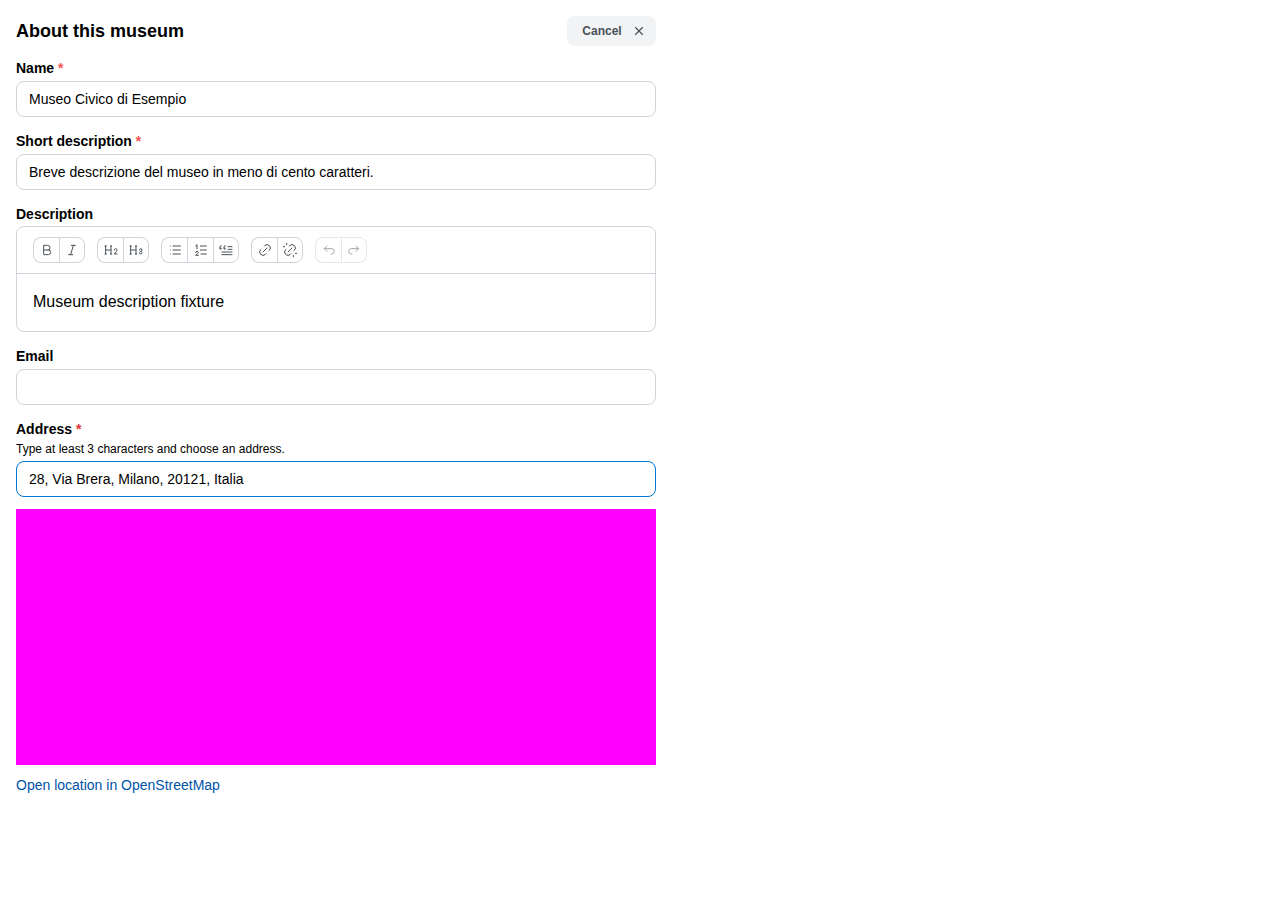 About this museum
Cancel
Name *
Museo Civico di Esempio
Short description *
Breve descrizione del museo in meno di cento caratteri.
Description
B I H2 H3
Museum description fixture
Email
Address *
Type at least 3 characters and choose an address.
28, Via Brera, Milano, 20121, Italia
Open location in OpenStreetMap